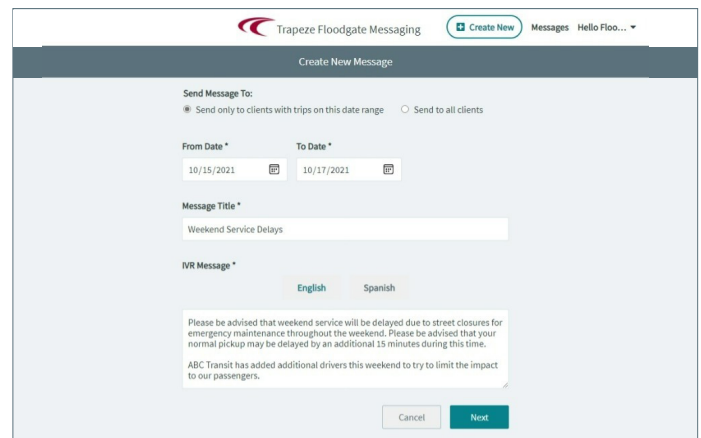 Trapeze Floodgate Messaging
Create New
Messages
Hello Floo...
Create New Message
Send Message To:
Send only to clients with trips on this date range
Send to all clients
From Date *
To Date *
10/15/2021
10/17/2021
Message Title *
Weekend Service Delays
IVR Message *
English
Spanish
Please be advised that weekend service will be delayed due to street closures for
emergency maintenance throughout the weekend. Please be advised that your
normal pickup may be delayed by an additional 15 minutes during this time.
ABC Transit has added additional drivers this weekend to try to limit the impact
to our passengers.
Cancel
Next